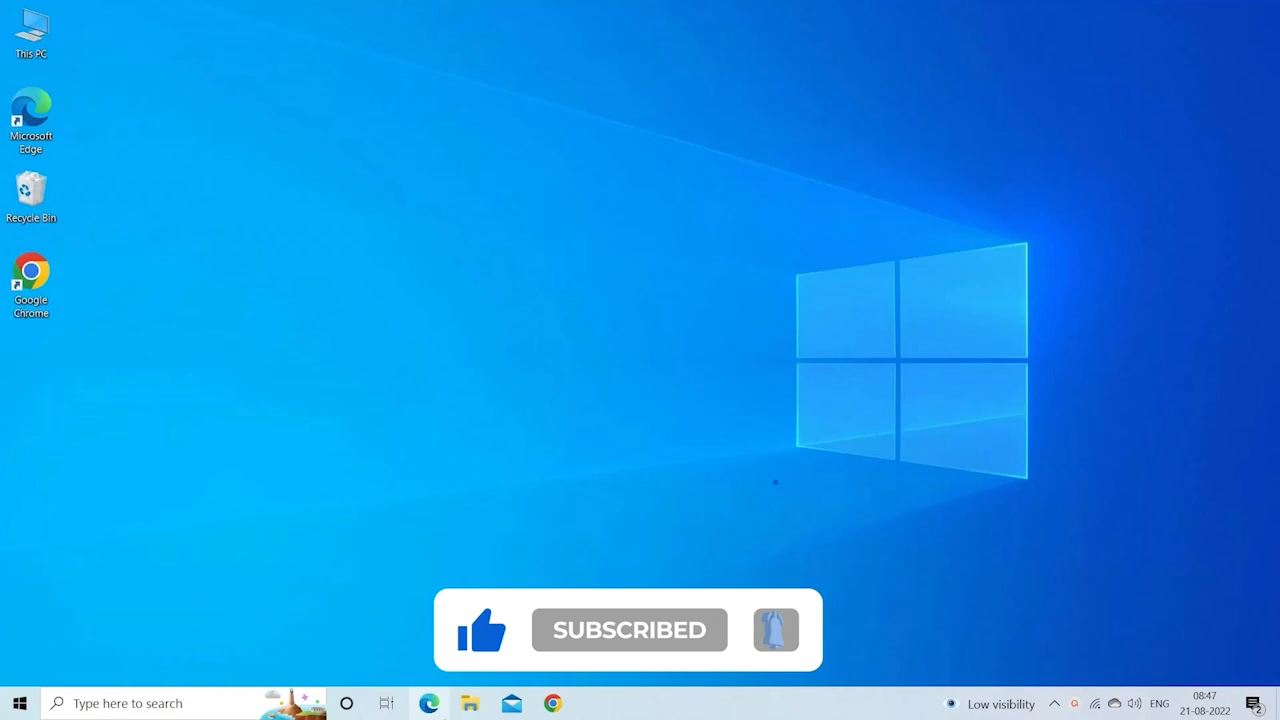 This PC
Microsoft
Edge
Recycle Bin
Google
Chrome
SUBSCRIBED
Type here to search
Low visibility
ENG
08:47
21-08-2022
2